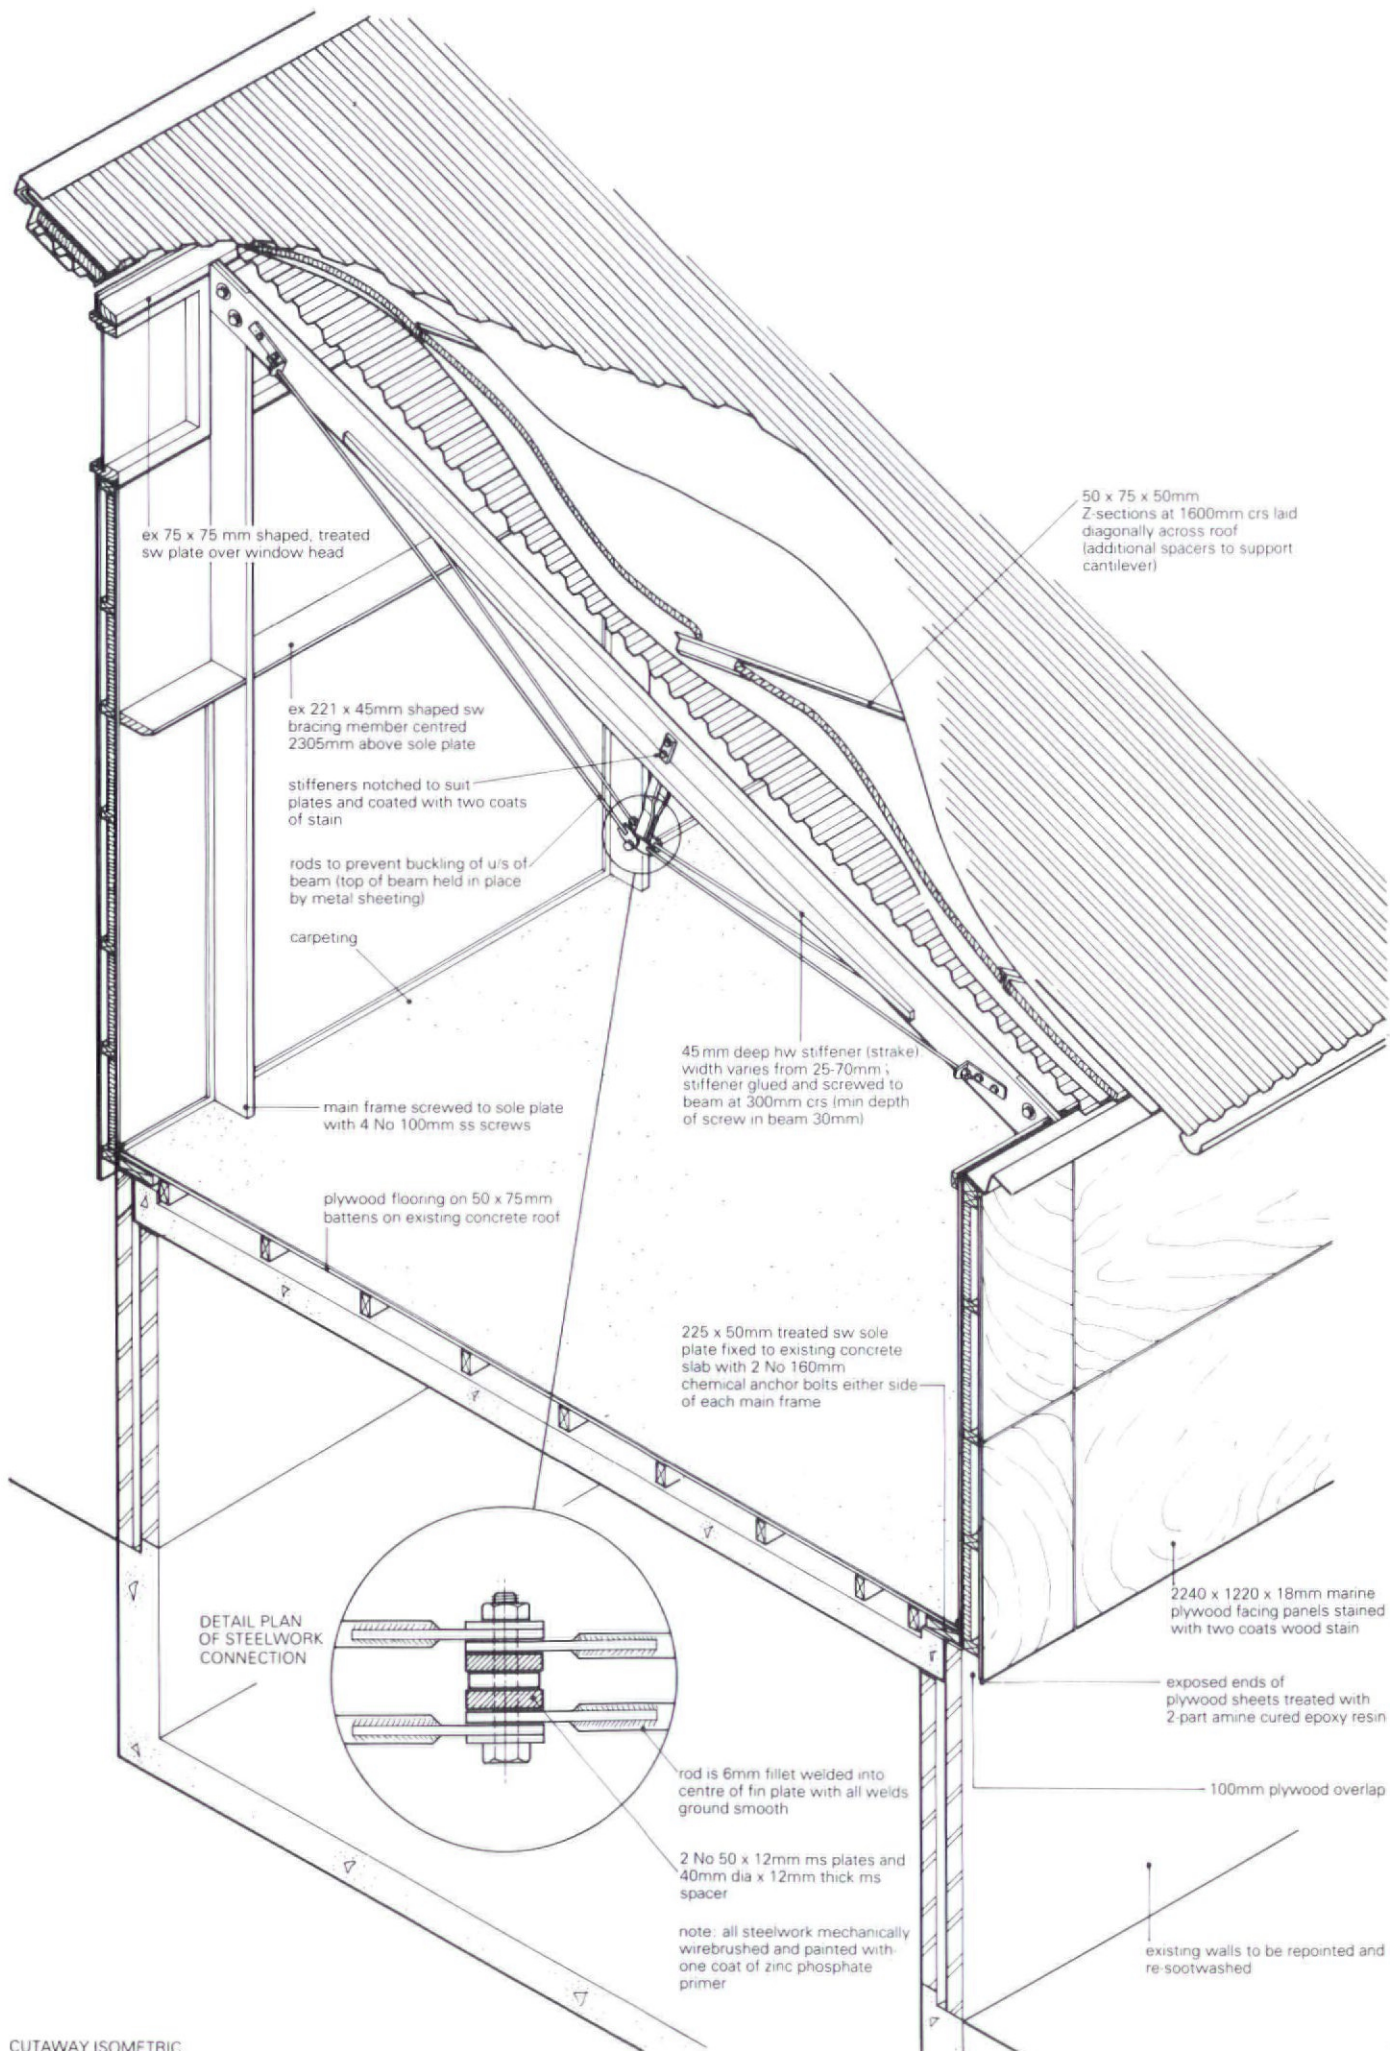 50 x 75 x 50mm
Z-sections at 1600mm crs laid
diagonally across roof
(additional spacers to support
cantilever)
ex 75 x 75 mm shaped, treated
sw plate over window head
ex 221 x 45mm shaped sw
bracing member centred
2305mm above sole plate
stiffeners notched to suit
plates and coated with two coats
of stain
rods to prevent buckling of u/s of
beam (top of beam held in place
by metal sheeting)
carpeting
45mm deep hw stiffener (strake)
width varies from 25-70mm;
stiffener glued and screwed to
beam at 300mm crs (min depth
of screw in beam 30mm)
main frame screwed to sole plate
with 4 No 100mm ss screws
plywood flooring on 50 x 75mm
battens on existing concrete roof
225 x 50mm treated sw sole
plate fixed to existing concrete
slab with 2 No 160mm
chemical anchor bolts either side
of each main frame
DETAIL PLAN
OF STEELWORK
CONNECTION
2240 x 1220 x 18mm marine
plywood facing panels stained
with two coats wood stain
exposed ends of
plywood sheets treated with
2-part amine cured epoxy resin
rod is 6mm fillet welded into
centre of fin plate with all welds
ground smooth
100mm plywood overlap
2 No 50 x 12mm ms plates and
40mm dia x 12mm thick ms
spacer
note: all steelwork mechanically
wirebrushed and painted with
one coat of zinc phosphate
primer
existing walls to be repointed and
re-sootwashed
CUTAWAY ISOMETRIC